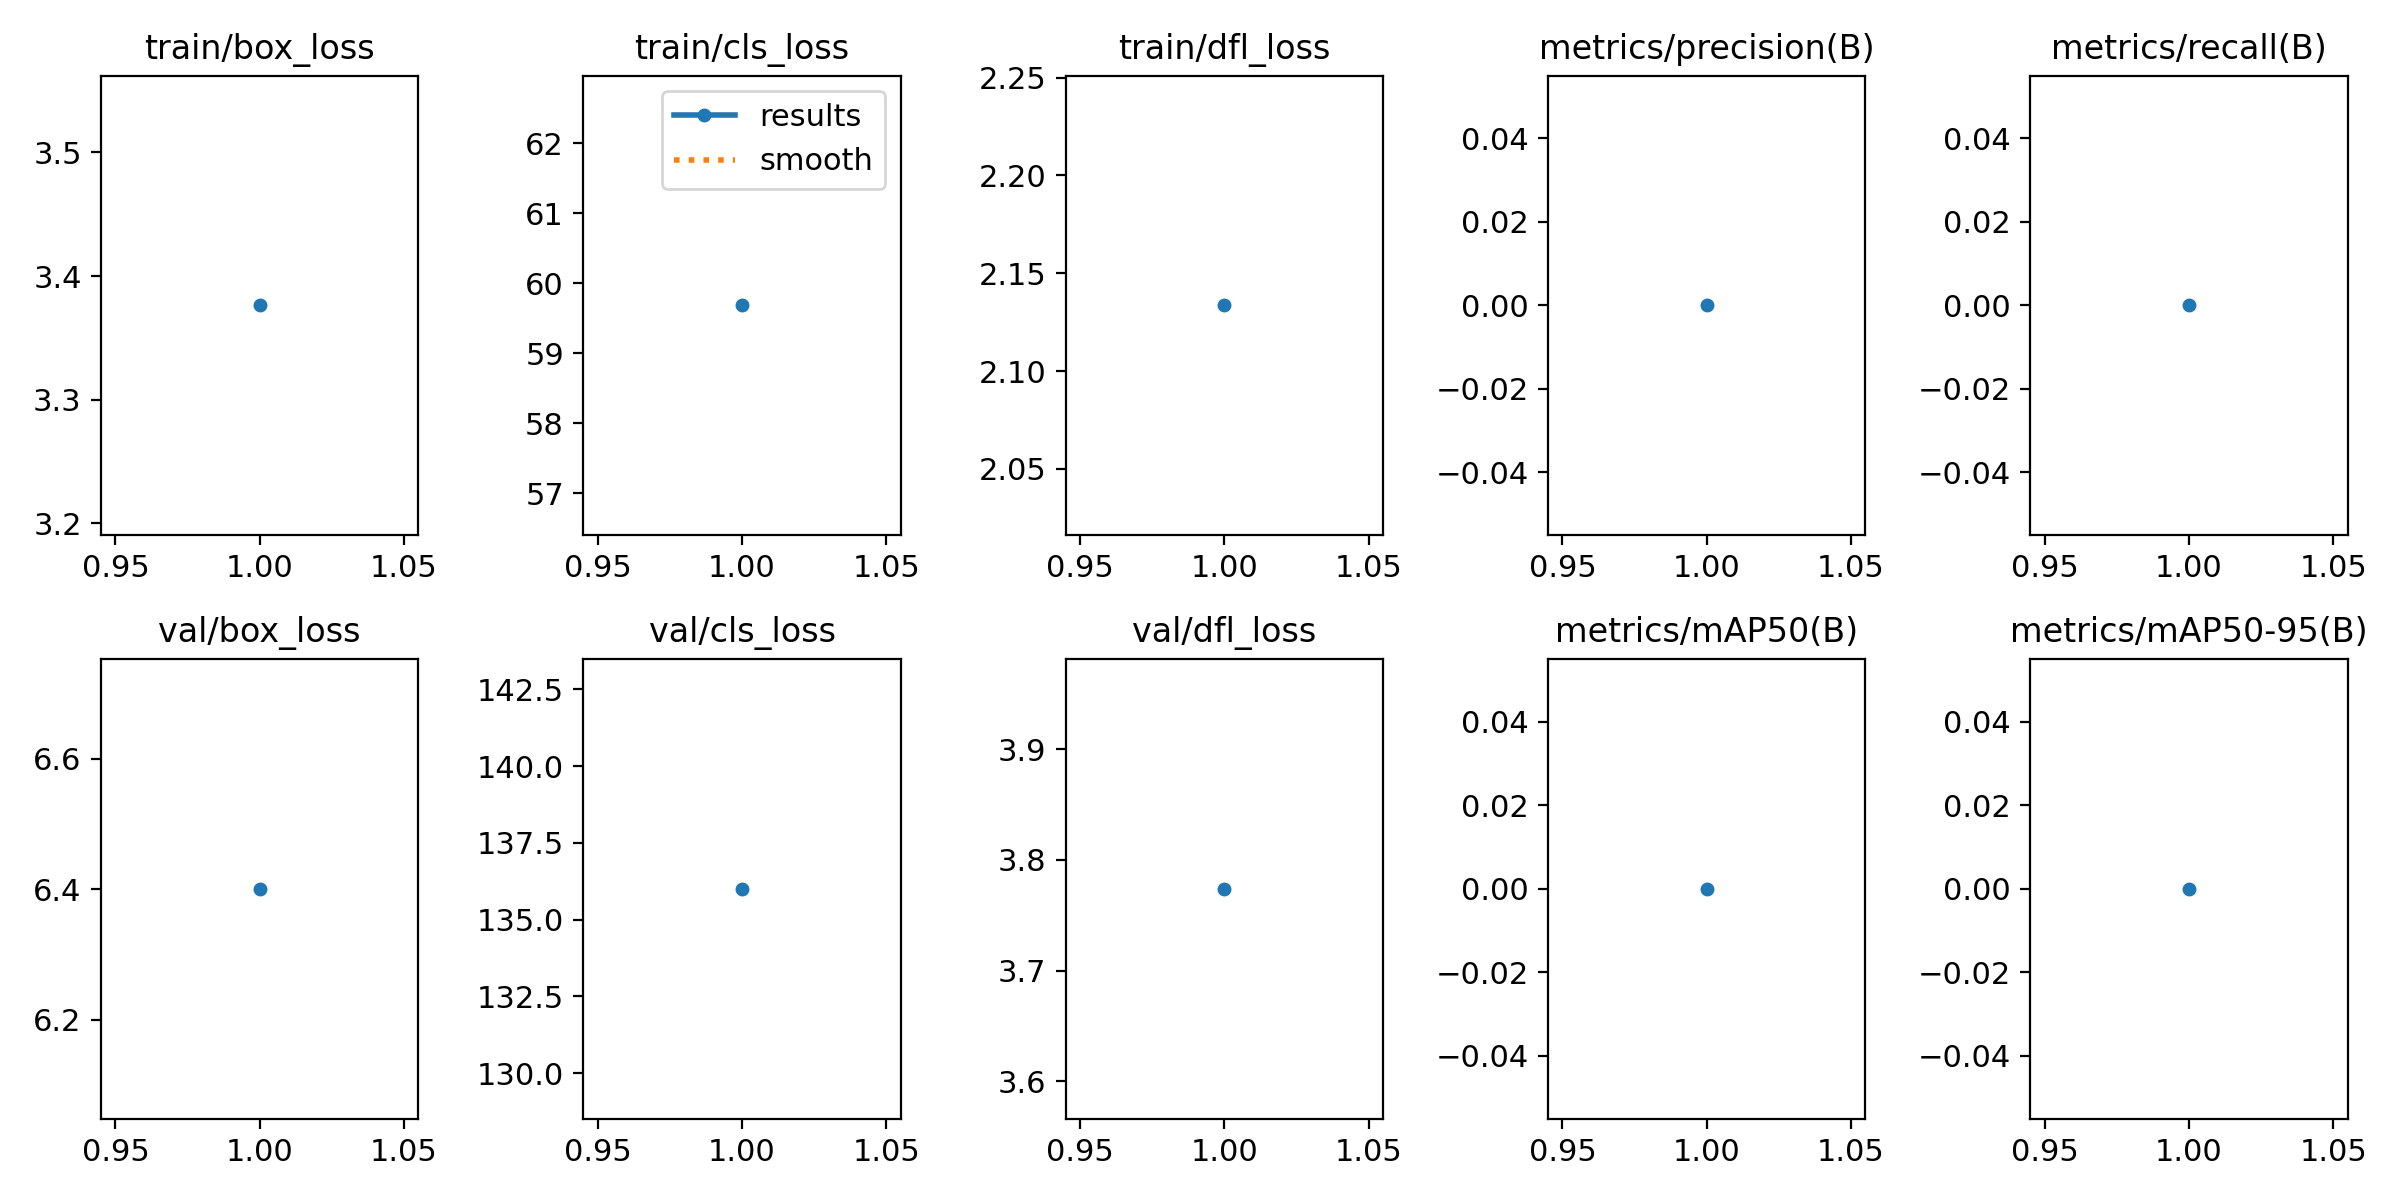 train/box_loss
3.5
3.4
3.3
3.2
0.95 1.00 1.05
train/cls_loss
results
smooth
62
61
60
59
58
57
0.95 1.00 1.05
train/dfl_loss
2.25
2.20
2.15
2.10
2.05
0.95 1.00 1.05
metrics/precision(B)
0.04
0.02
0.00
−0.02
−0.04
0.95 1.00 1.05
metrics/recall(B)
0.04
0.02
0.00
−0.02
−0.04
0.95 1.00 1.05
val/box_loss
6.6
6.4
6.2
0.95 1.00 1.05
val/cls_loss
142.5
140.0
137.5
135.0
132.5
130.0
0.95 1.00 1.05
val/dfl_loss
3.9
3.8
3.7
3.6
0.95 1.00 1.05
metrics/mAP50(B)
0.04
0.02
0.00
−0.02
−0.04
0.95 1.00 1.05
metrics/mAP50-95(B)
0.04
0.02
0.00
−0.02
−0.04
0.95 1.00 1.05